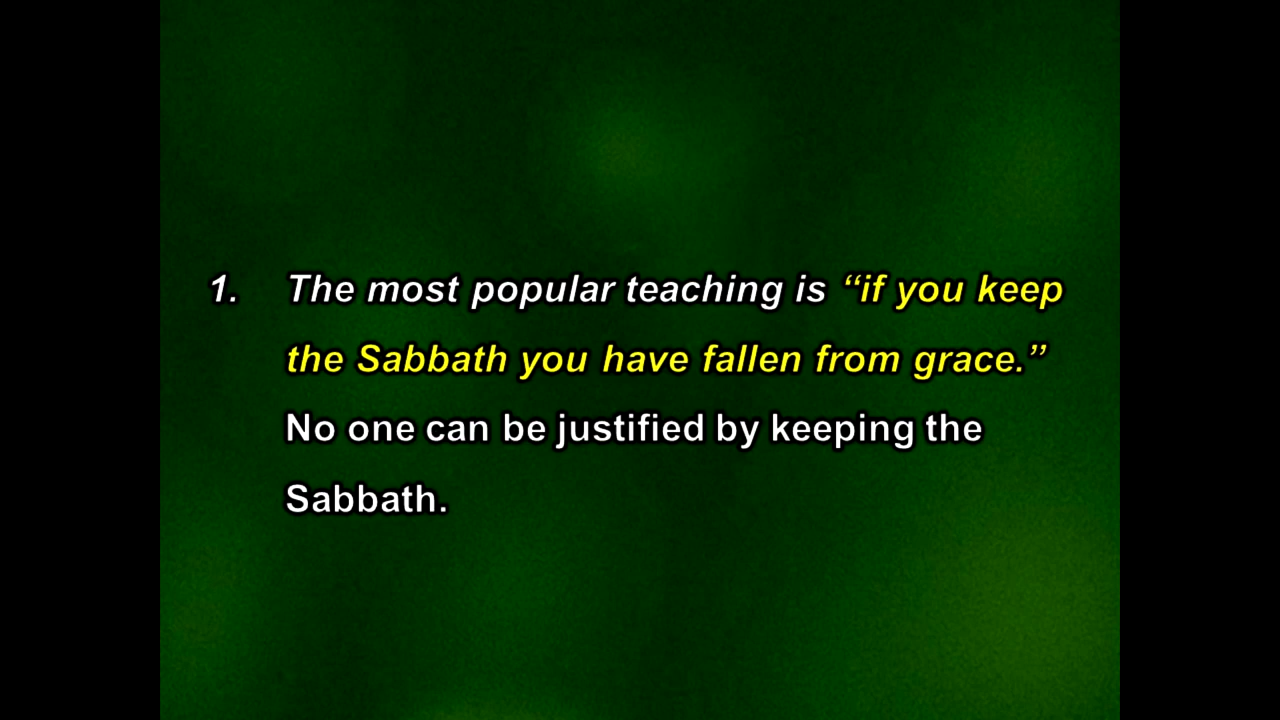 1. The most popular teaching is “if you keep
the Sabbath you have fallen from grace.”
No one can be justified by keeping the
Sabbath.